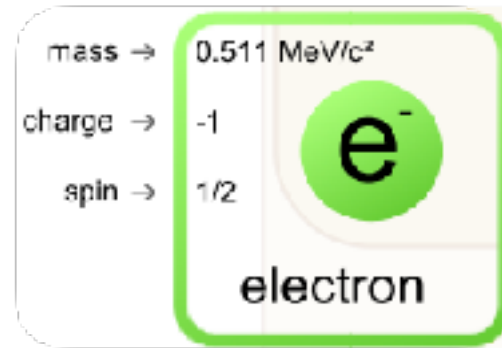 mass → 0.511 MeV/c²
charge → -1
spin → 1/2
e⁻
electron